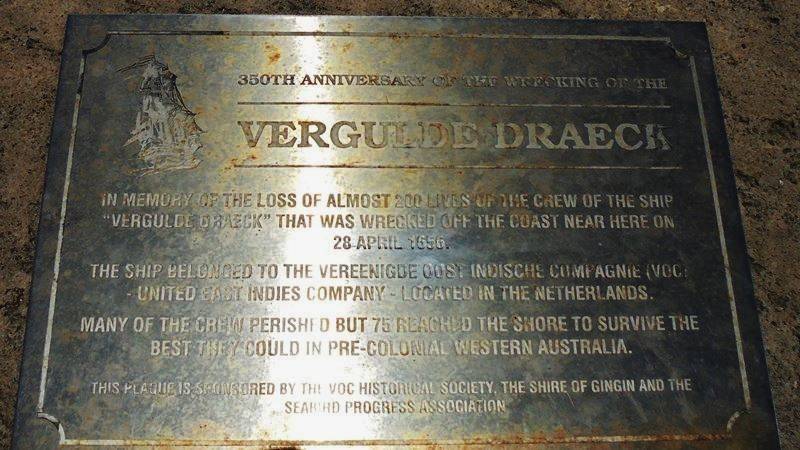 350TH ANNIVERSARY OF THE WRECKING OF THE
VERGULDE DRAECK
IN MEMORY OF THE LOSS OF ALMOST 200 LIVES OF THE CREW OF THE SHIP
"VERGULDE DRAECK" THAT WAS WRECKED OFF THE COAST NEAR HERE ON
28 APRIL 1656.
THE SHIP BELONGED TO THE VEREENIGDE OOST INDISCHE COMPAGNIE (VOC)
- UNITED EAST INDIES COMPANY - LOCATED IN THE NETHERLANDS.
MANY OF THE CREW PERISHED BUT 75 REACHED THE SHORE TO SURVIVE THE
BEST THEY COULD IN PRE-COLONIAL WESTERN AUSTRALIA.
THIS PLAQUE IS SPONSORED BY THE VOC HISTORICAL SOCIETY, THE SHIRE OF GINGIN AND THE
SEABIRD PROGRESS ASSOCIATION